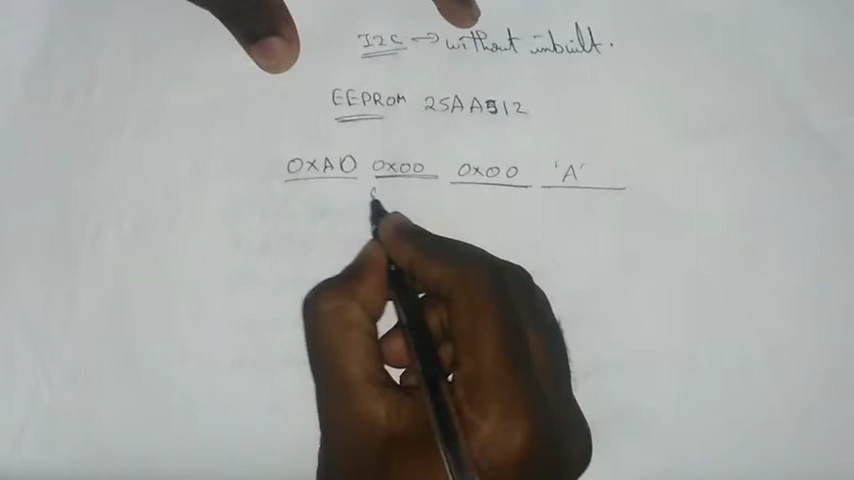 I2C → without inbuilt.
EEPROM 25AA512
0XA0 0X00 0X00 'A'